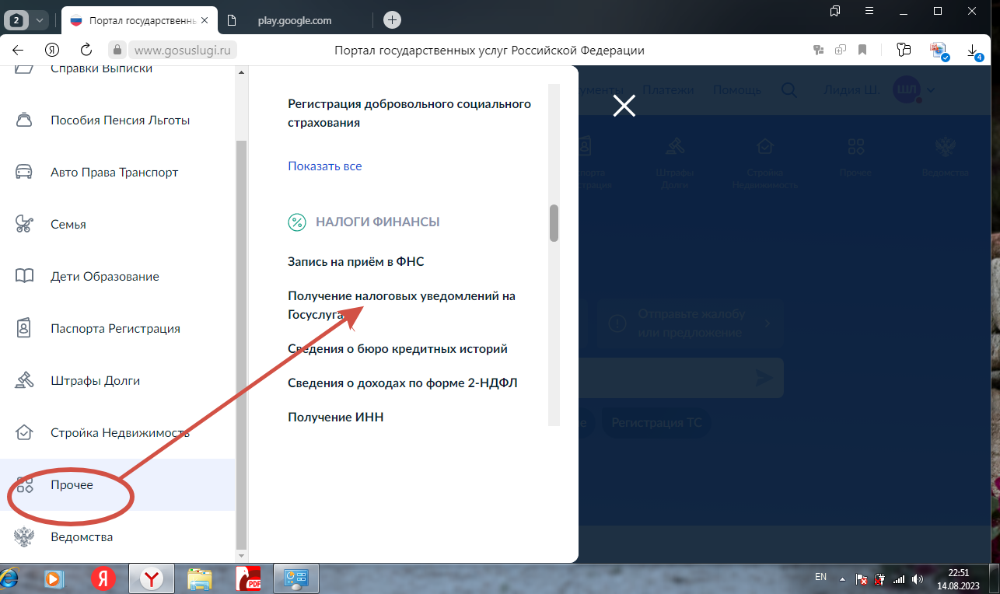 2
Портал государственнь
play.google.com
www.gosuslugi.ru
Портал государственных услуг Российской Федерации
4
Справки Выписки
Пособия Пенсия Льготы
Авто Права Транспорт
Семья
Дети Образование
Паспорта Регистрация
Штрафы Долги
Стройка Недвижимость
Прочее
Ведомства
Регистрация добровольного социального
страхования
Показать все
НАЛОГИ ФИНАНСЫ
Запись на приём в ФНС
Получение налоговых уведомлений на
Госуслуга
Сведения о бюро кредитных историй
Сведения о доходах по форме 2-НДФЛ
Получение ИНН
ументы Платежи Помощь Лидия Ш. ШЛ
Штрафы
Долги
Стройка
Недвижимость
Прочее
Ведомства
Отправьте жалобу
или предложение
Регистрация ТС
Я
Y
PDF
EN
22:51
14.08.2023